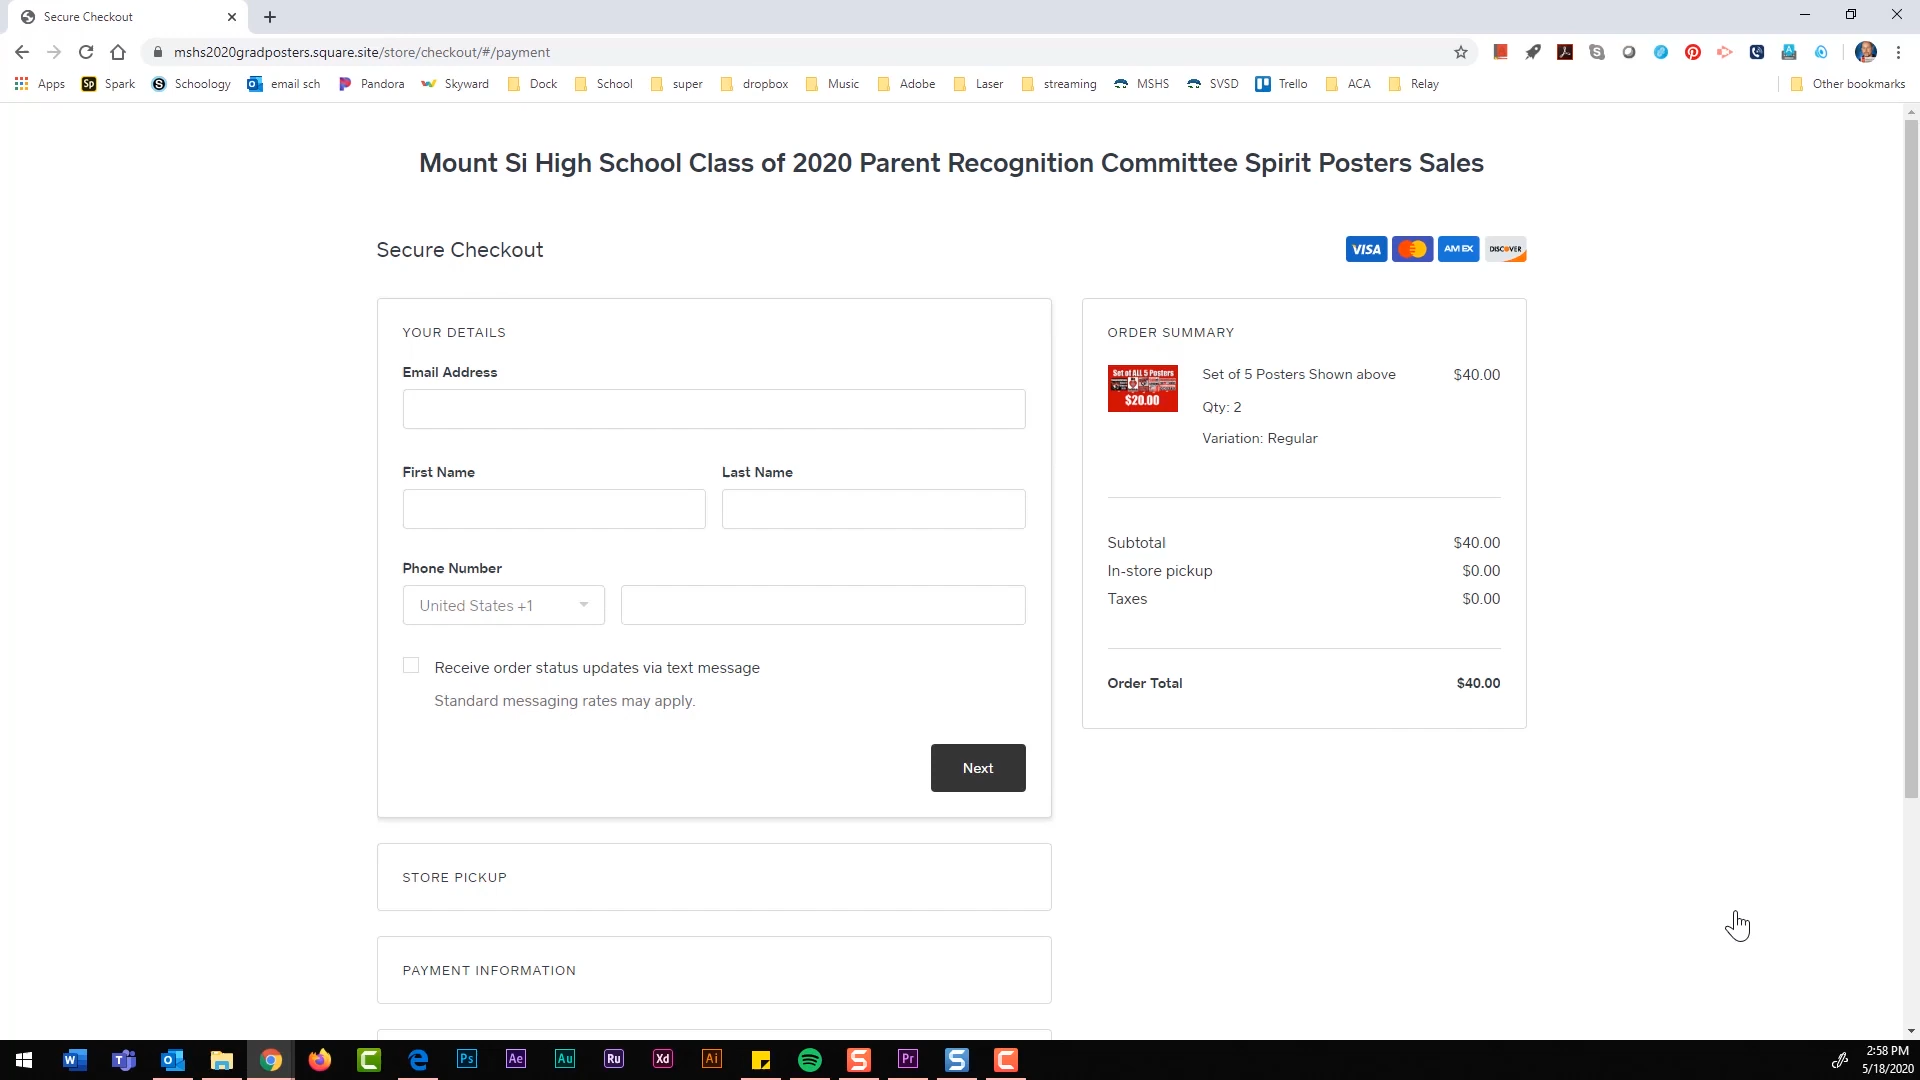 Secure Checkout
mshs2020gradposters.square.site/store/checkout/#/payment
Apps Spark Schoology email sch Pandora Skyward Dock School super dropbox Music Adobe Laser streaming MSHS SVSD Trello ACA Relay Other bookmarks
Mount Si High School Class of 2020 Parent Recognition Committee Spirit Posters Sales
Secure Checkout
VISA AMEX DISCOVER
YOUR DETAILS
Email Address
First Name Last Name
Phone Number
United States +1
Receive order status updates via text message
Standard messaging rates may apply.
Next
STORE PICKUP
PAYMENT INFORMATION
ORDER SUMMARY
Set of ALL 5 Posters
$20.00
Set of 5 Posters Shown above $40.00
Qty: 2
Variation: Regular
Subtotal $40.00
In-store pickup $0.00
Taxes $0.00
Order Total $40.00
2:58 PM
5/18/2020